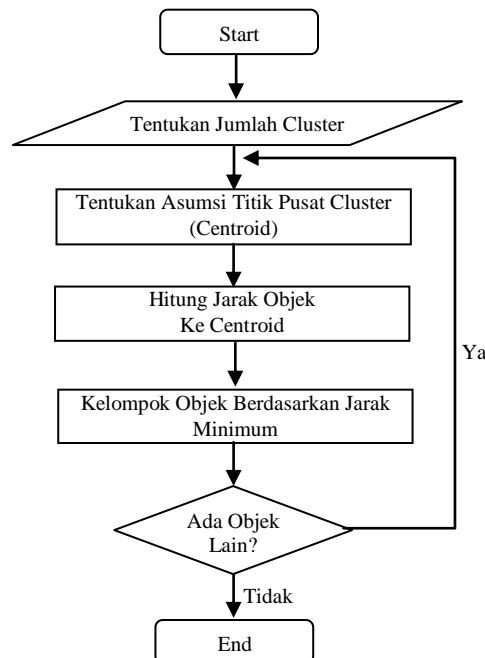 Start
Tentukan Jumlah Cluster
Tentukan Asumsi Titik Pusat Cluster
(Centroid)
Hitung Jarak Objek
Ke Centroid
Ya
Kelompok Objek Berdasarkan Jarak
Minimum
Ada Objek
Lain?
Tidak
End